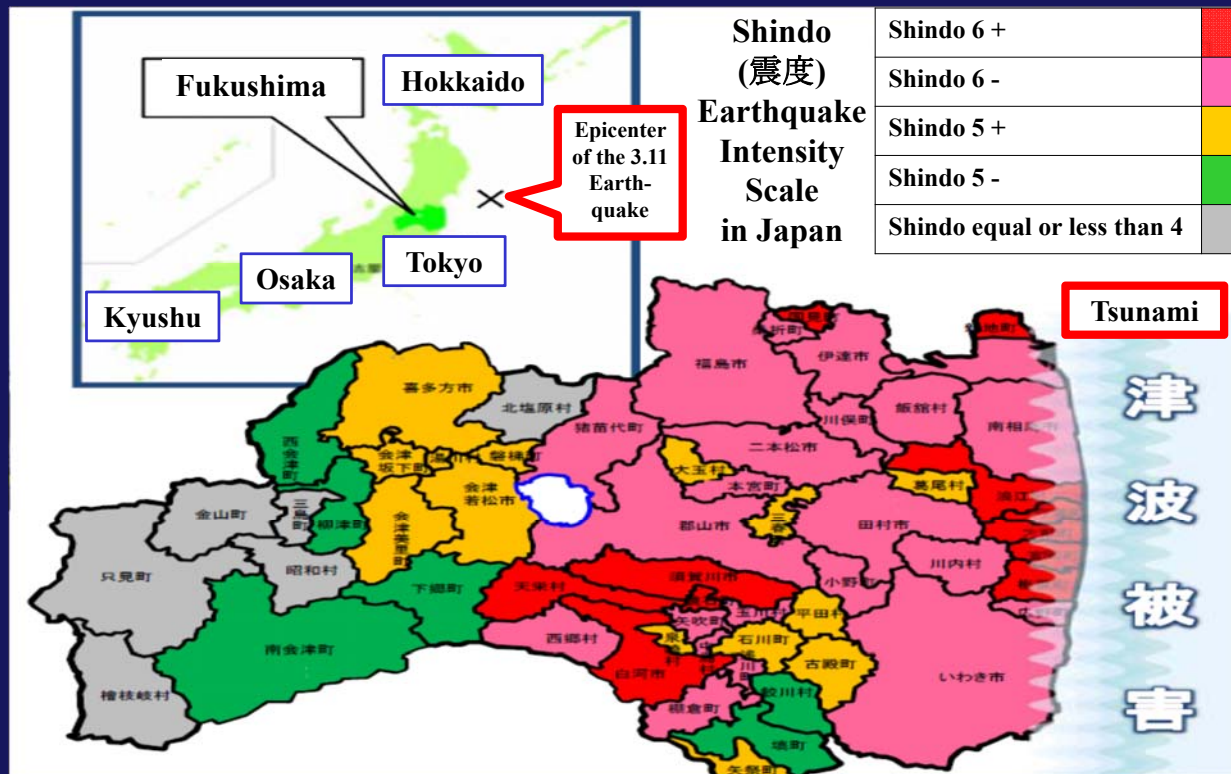 Fukushima
Hokkaido
Epicenter
of the 3.11
Earth-
quake
Tokyo
Osaka
Kyushu
Shindo
(震度)
Earthquake
Intensity
Scale
in Japan
Shindo 6 +
Shindo 6 -
Shindo 5 +
Shindo 5 -
Shindo equal or less than 4
Tsunami
津
波
被
害
福島市
伊達市
喜多方市
北塩原村
猪苗代町
川俣町
飯舘村
二本松市
西会津町
会津
坂下町
磐梯町
大玉村
本宮町
葛尾村
会津
若松市
金山町
三島町
柳津町
会津美里町
郡山市
三春町
田村市
川内村
只見町
昭和村
下郷町
天栄村
須賀川市
小野町
矢吹町
玉川村
平田村
西郷村
石川町
古殿町
南会津町
白河市
いわき市
檜枝岐村
鮫川村
棚倉町
塙町
矢祭町